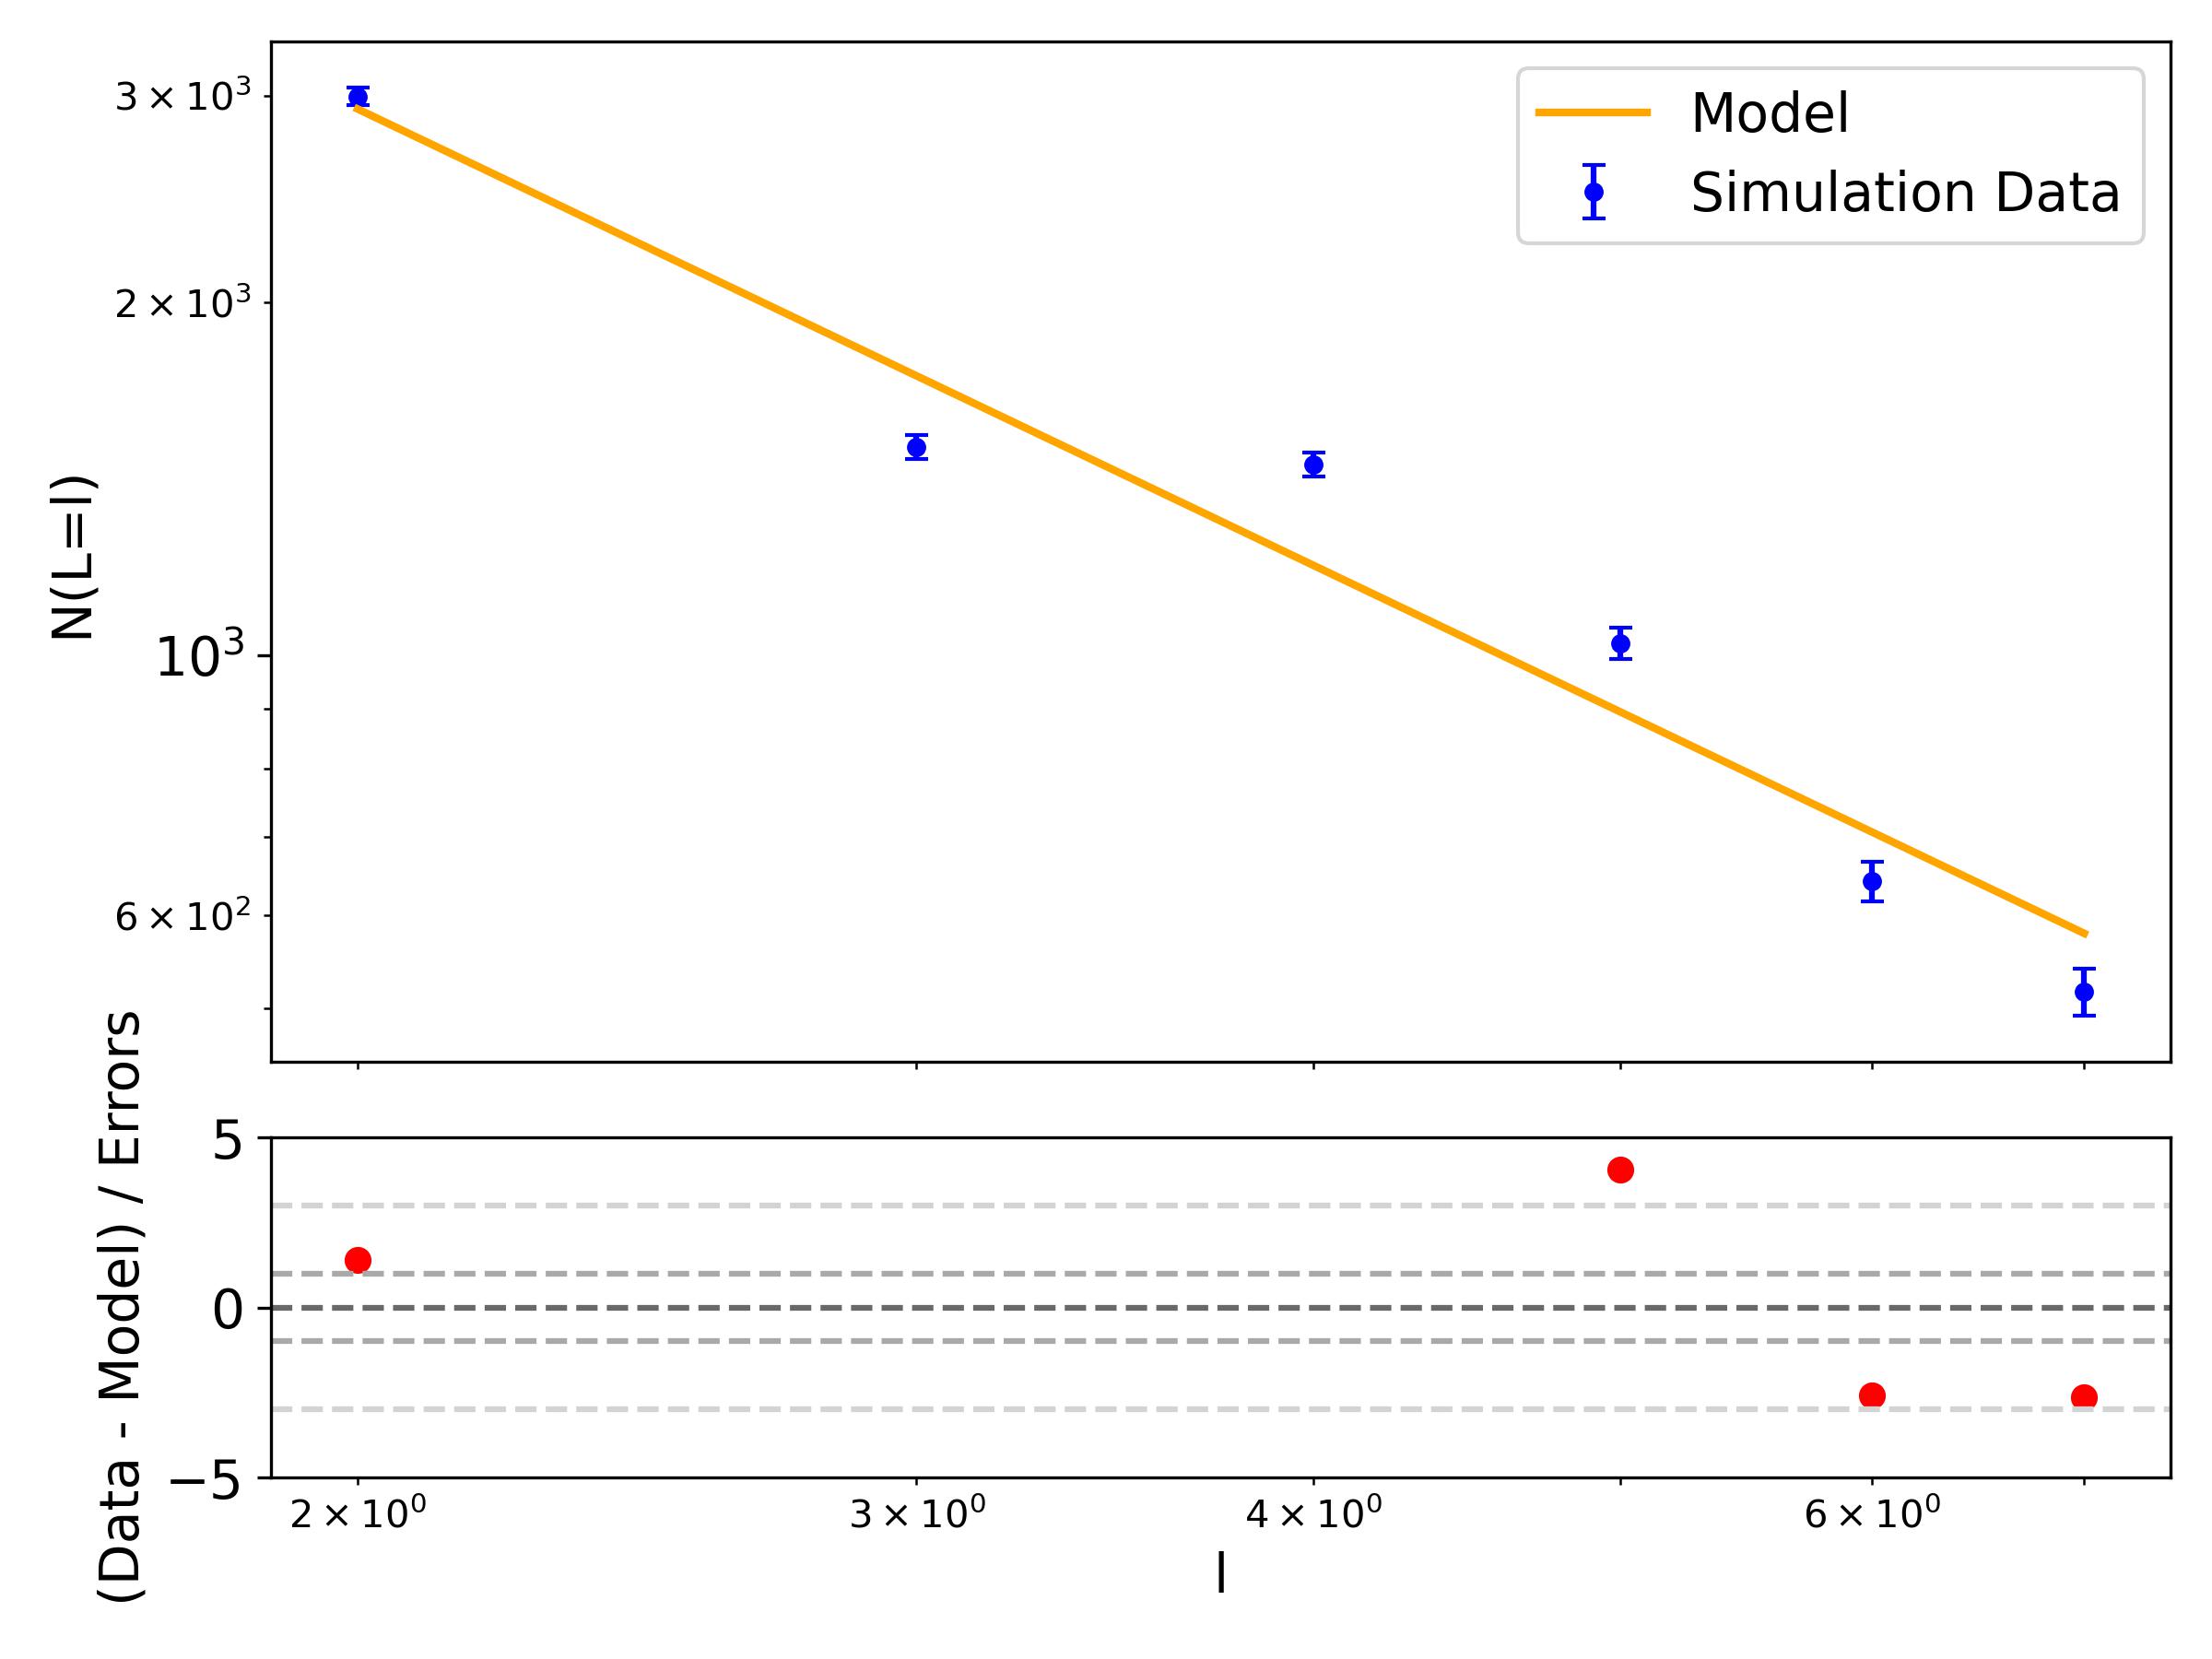 3×10³
2×10³
10³
6×10²
N(L=l)
Model
Simulation Data
5
0
−5
(Data - Model) / Errors
2×10⁰
3×10⁰
4×10⁰
6×10⁰
l